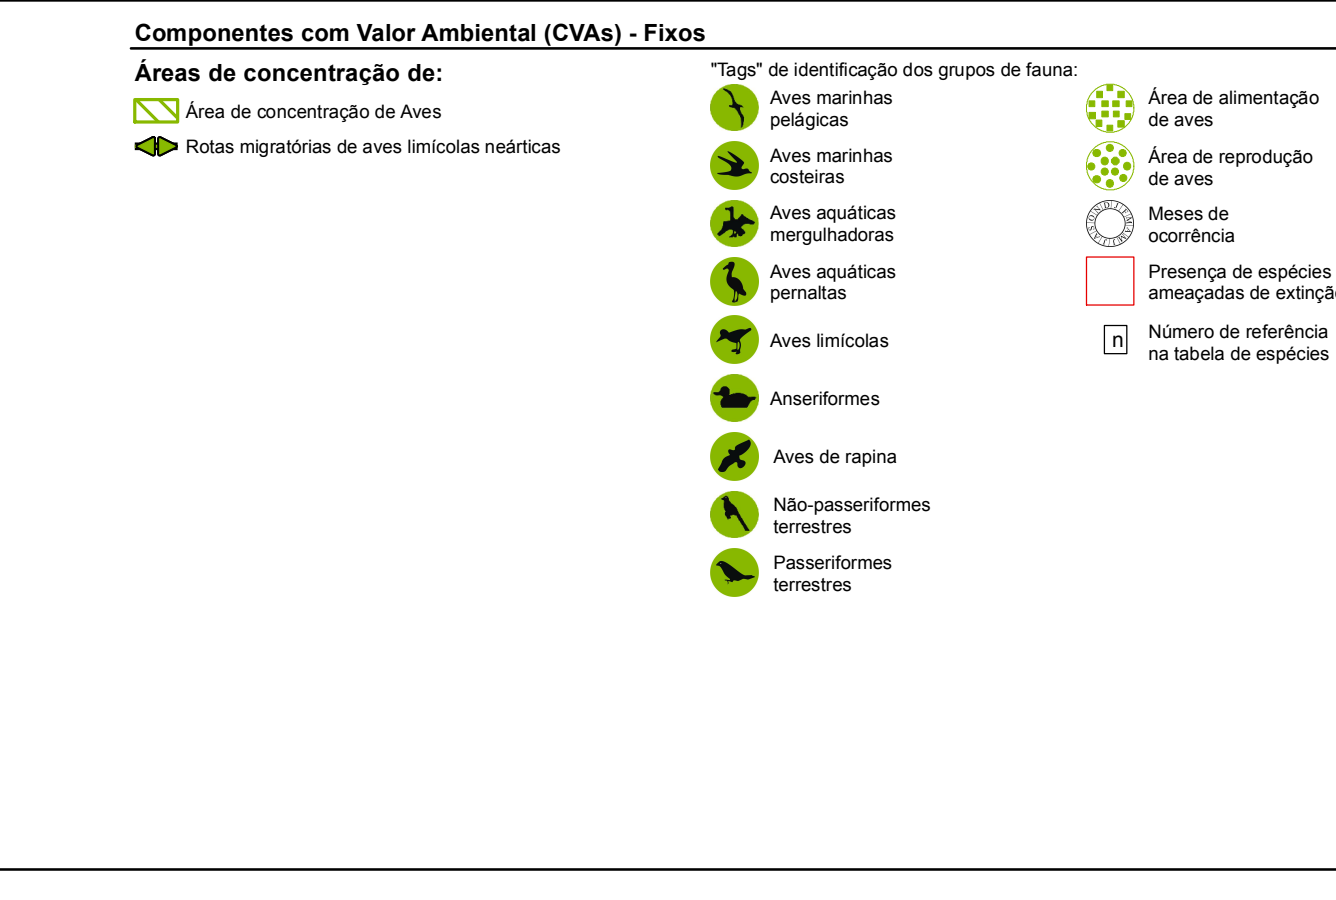 Componentes com Valor Ambiental (CVAs) - Fixos
Áreas de concentração de:
Área de concentração de Aves
Rotas migratórias de aves limícolas neárticas
"Tags" de identificação dos grupos de fauna:
Aves marinhas
pelágicas
Aves marinhas
costeiras
Aves aquáticas
mergulhadoras
Aves aquáticas
pernaltas
Aves limícolas
Anseriformes
Aves de rapina
Não-passeriformes
terrestres
Passeriformes
terrestres
Área de alimentação
de aves
Área de reprodução
de aves
Meses de
ocorrência
Presença de espécies
ameaçadas de
n
Número de referência
na tabela de espécies